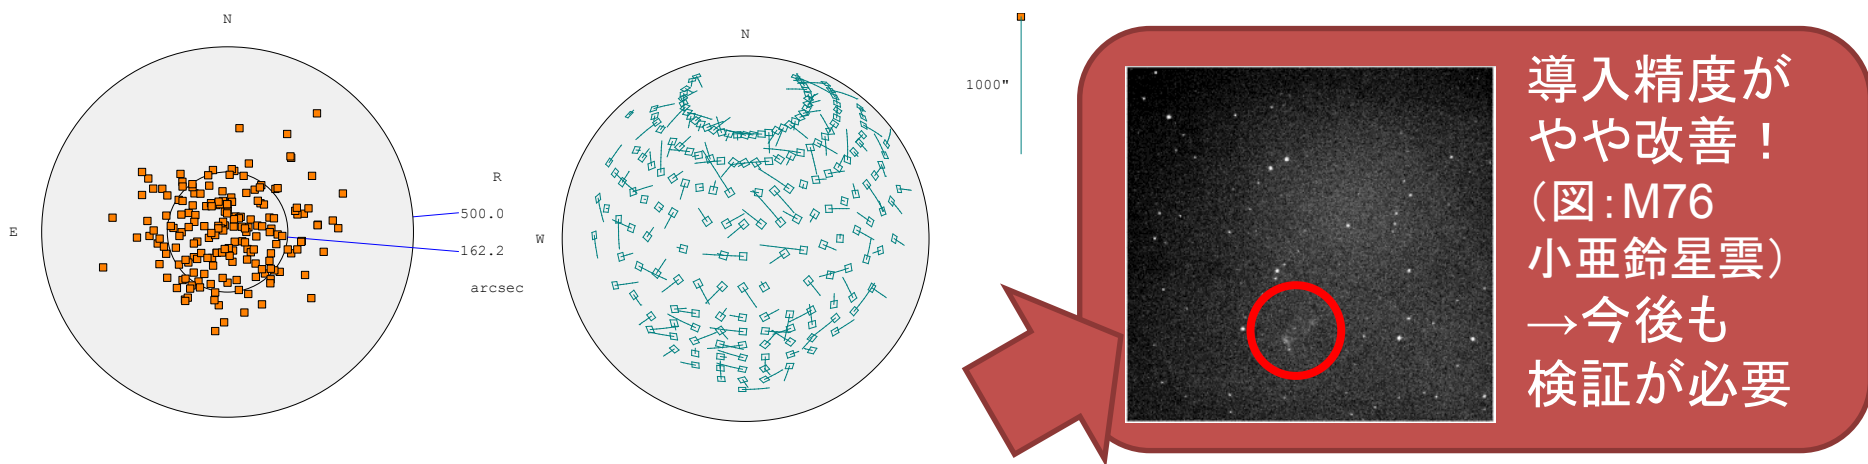 N
E
R
500.0
162.2
arcsec
N
W
1000"
導入精度が
やや改善！
（図：M76
小亜鈴星雲）
→今後も
検証が必要